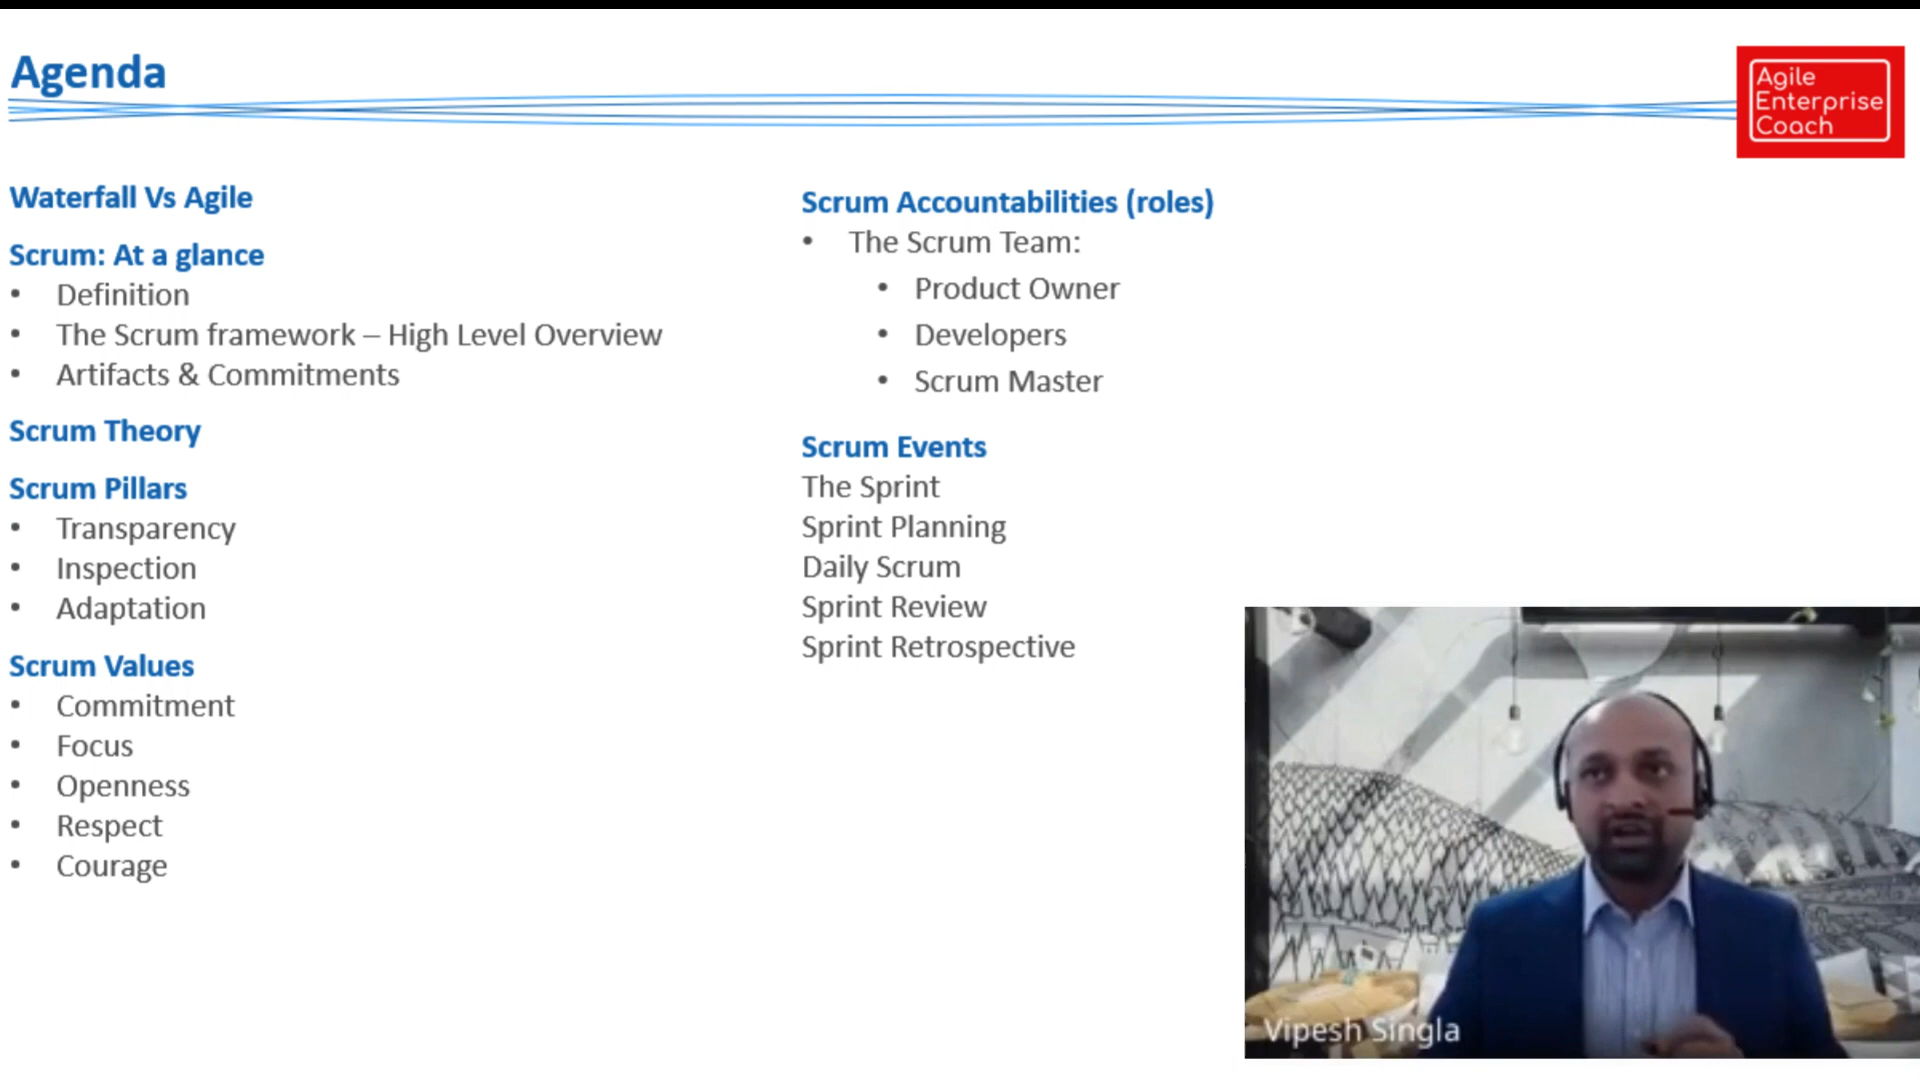 Agenda
Agile
Enterprise
Coach
Waterfall Vs Agile
Scrum: At a glance
• Definition
• The Scrum framework – High Level Overview
• Artifacts & Commitments
Scrum Theory
Scrum Pillars
• Transparency
• Inspection
• Adaptation
Scrum Values
• Commitment
• Focus
• Openness
• Respect
• Courage
Scrum Accountabilities (roles)
• The Scrum Team:
• Product Owner
• Developers
• Scrum Master
Scrum Events
The Sprint
Sprint Planning
Daily Scrum
Sprint Review
Sprint Retrospective
Vipesh Singla